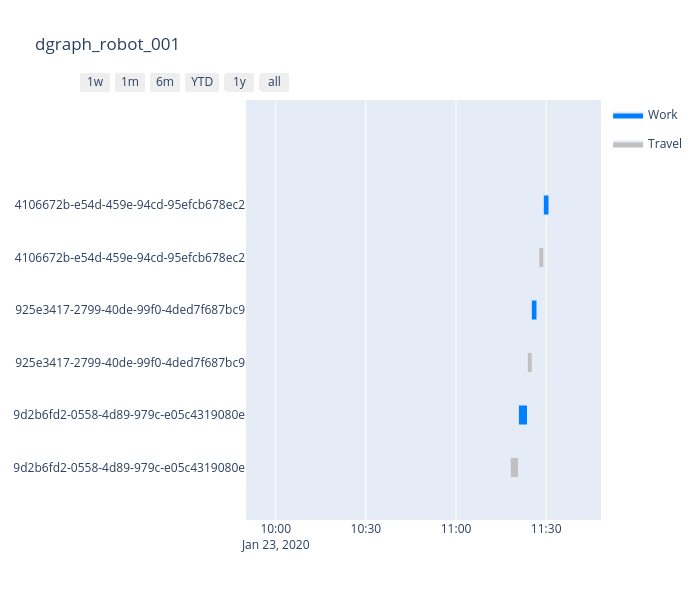 dgraph_robot_001
1w 1m 6m YTD 1y all
Work
Travel
4106672b-e54d-459e-94cd-95efcb678ec2
4106672b-e54d-459e-94cd-95efcb678ec2
925e3417-2799-40de-99f0-4ded7f687bc9
925e3417-2799-40de-99f0-4ded7f687bc9
9d2b6fd2-0558-4d89-979c-e05c4319080e
9d2b6fd2-0558-4d89-979c-e05c4319080e
10:00 10:30 11:00 11:30
Jan 23, 2020